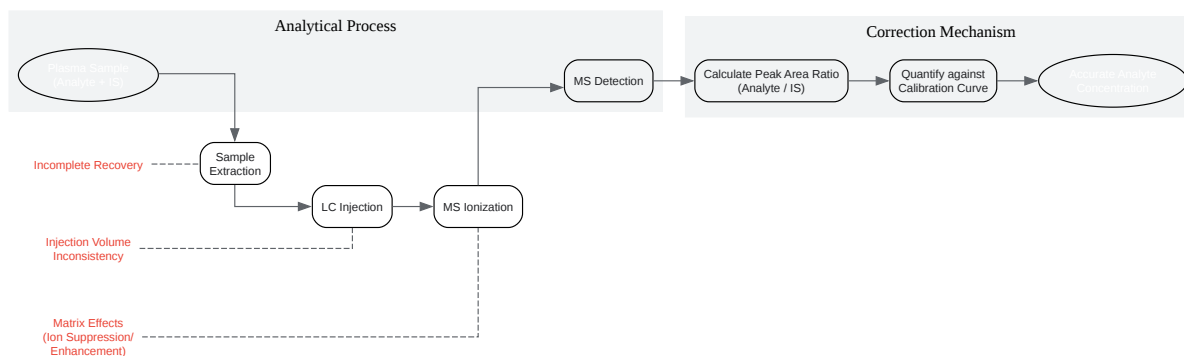 Analytical Process
Correction Mechanism
Plasma Sample
(Analyte + IS)
MS Detection
Calculate Peak Area Ratio
(Analyte / IS)
Quantify against
Calibration Curve
Accurate Analyte
Concentration
Incomplete Recovery
Sample
Extraction
LC Injection
MS Ionization
Injection Volume
Inconsistency
Matrix Effects
(Ion Suppression/
Enhancement)